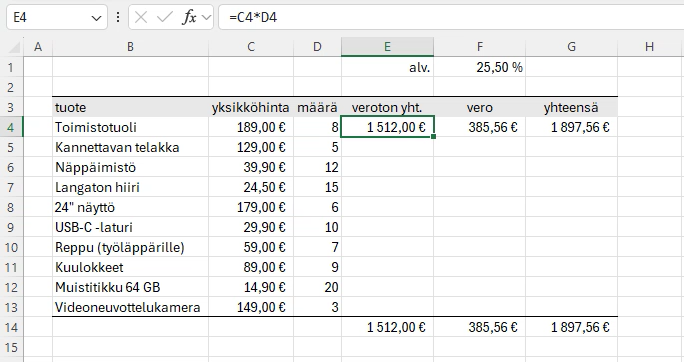 E4 fx =C4*D4
A B C D E F G H
1 alv. 25,50 %
2
3 tuote yksikköhinta määrä veroton yht. vero yhteensä
4 Toimistotuoli 189,00 € 8 1 512,00 € 385,56 € 1 897,56 €
5 Kannettavan telakka 129,00 € 5
6 Näppäimistö 39,90 € 12
7 Langaton hiiri 24,50 € 15
8 24" näyttö 179,00 € 6
9 USB-C -laturi 29,90 € 10
10 Reppu (työläppärille) 59,00 € 7
11 Kuulokkeet 89,00 € 9
12 Muistitikku 64 GB 14,90 € 20
13 Videoneuvottelukamera 149,00 € 3
14 1 512,00 € 385,56 € 1 897,56 €
15